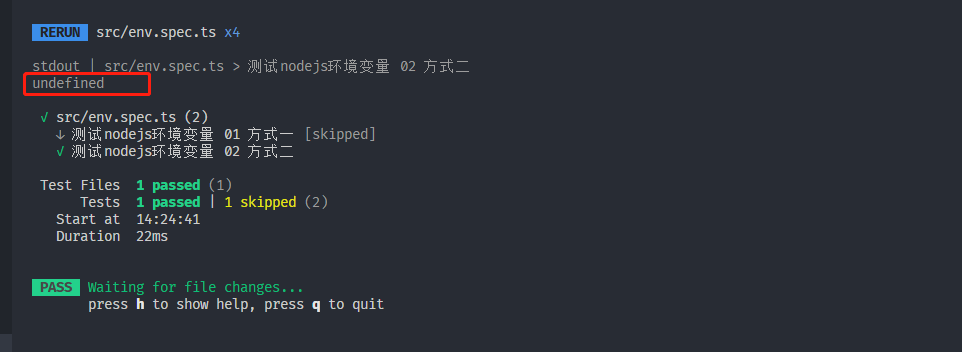 RERUN src/env.spec.ts x4
stdout | src/env.spec.ts > 测试nodejs环境变量 02 方式二
undefined
√ src/env.spec.ts (2)
↓ 测试nodejs环境变量 01 方式一 [skipped]
√ 测试nodejs环境变量 02 方式二
Test Files 1 passed (1)
Tests 1 passed | 1 skipped (2)
Start at 14:24:41
Duration 22ms
PASS Waiting for file changes...
press h to show help, press q to quit